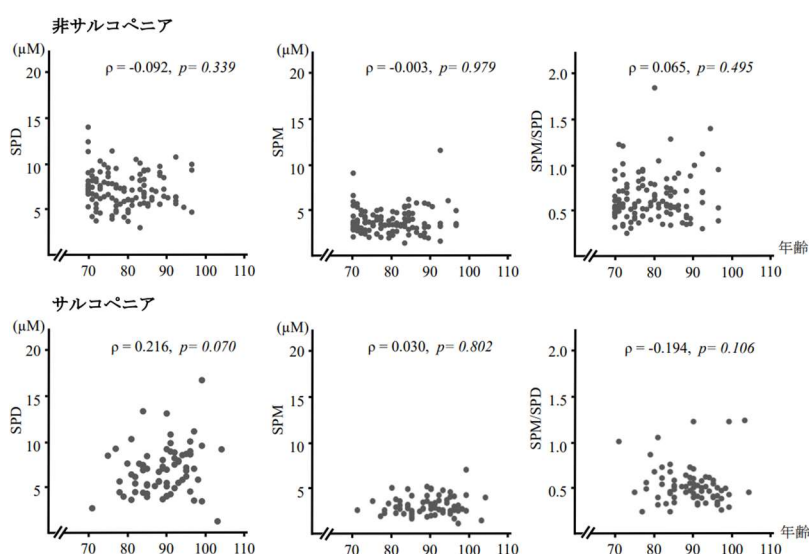 非サルコペニア
(μM)
ρ = -0.092, p= 0.339
ρ = -0.003, p= 0.979
ρ = 0.065, p= 0.495
SPD
20
15
10
5
70 80 90 100 110
SPM
20
15
10
5
70 80 90 100 110
SPM/SPD
2.0
1.5
1.0
0.5
70 80 90 100 110
年齢
サルコペニア
(μM)
(μM)
ρ = 0.216, p= 0.070
ρ = 0.030, p= 0.802
ρ = -0.194, p= 0.106
SPD
20
15
10
5
70 80 90 100 110
SPM
20
15
10
5
70 80 90 100 110
SPM/SPD
2.0
1.5
1.0
0.5
70 80 90 100 110
年齢
(μM)